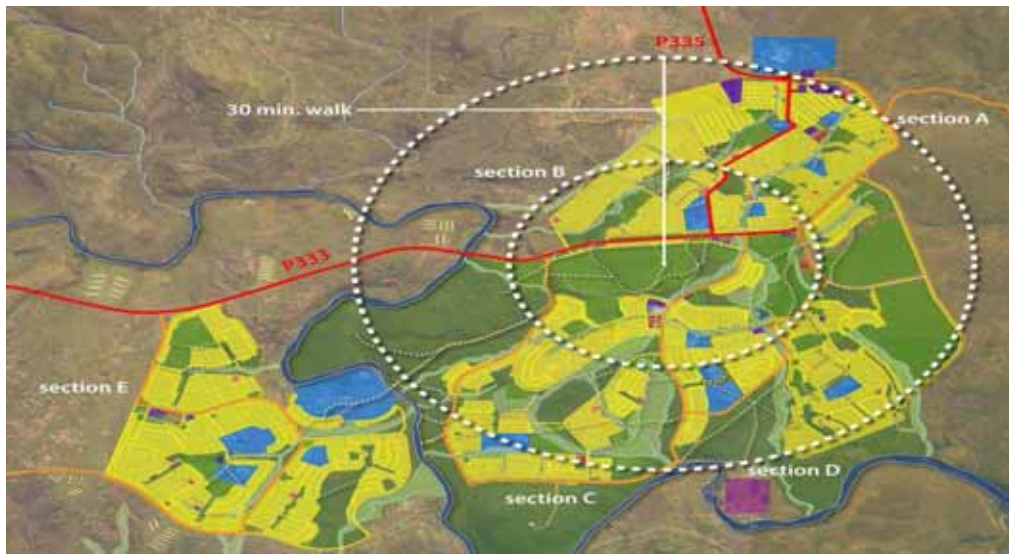 P335
30 min. walk
section A
section B
P333
section E
section D
section C